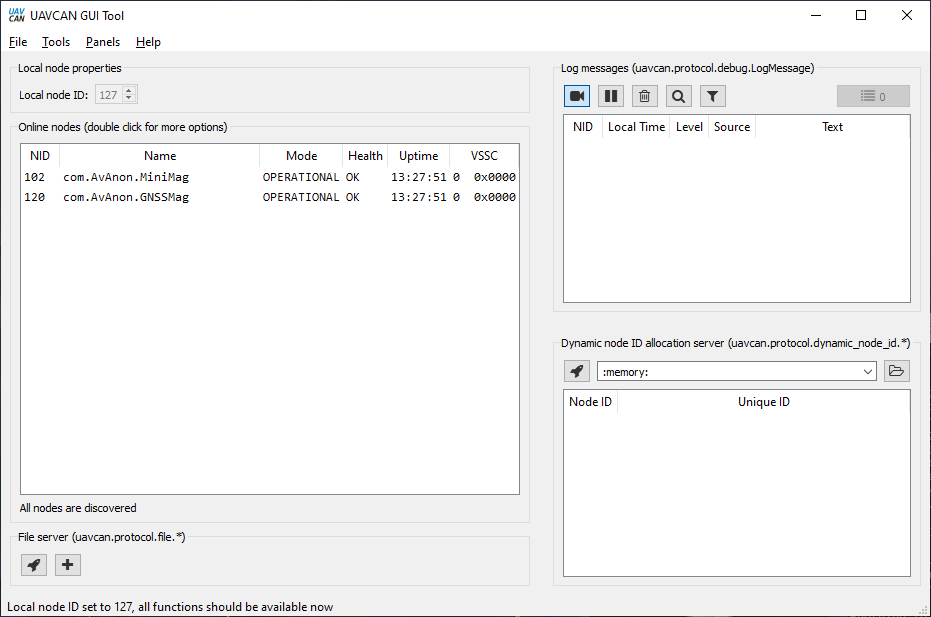 UAV CAN UAVCAN GUI Tool
File Tools Panels Help
Local node properties
Local node ID: 127
Online nodes (double click for more options)
NID Name Mode Health Uptime VSSC
102 com.AvAnon.MiniMag OPERATIONAL OK 13:27:51 0 0x0000
120 com.AvAnon.GNSSMag OPERATIONAL OK 13:27:51 0 0x0000
All nodes are discovered
File server (uavcan.protocol.file.*)
Log messages (uavcan.protocol.debug.LogMessage)
0
NID Local Time Level Source Text
Dynamic node ID allocation server (uavcan.protocol.dynamic_node_id.*)
:memory:
Node ID Unique ID
Local node ID set to 127, all functions should be available now